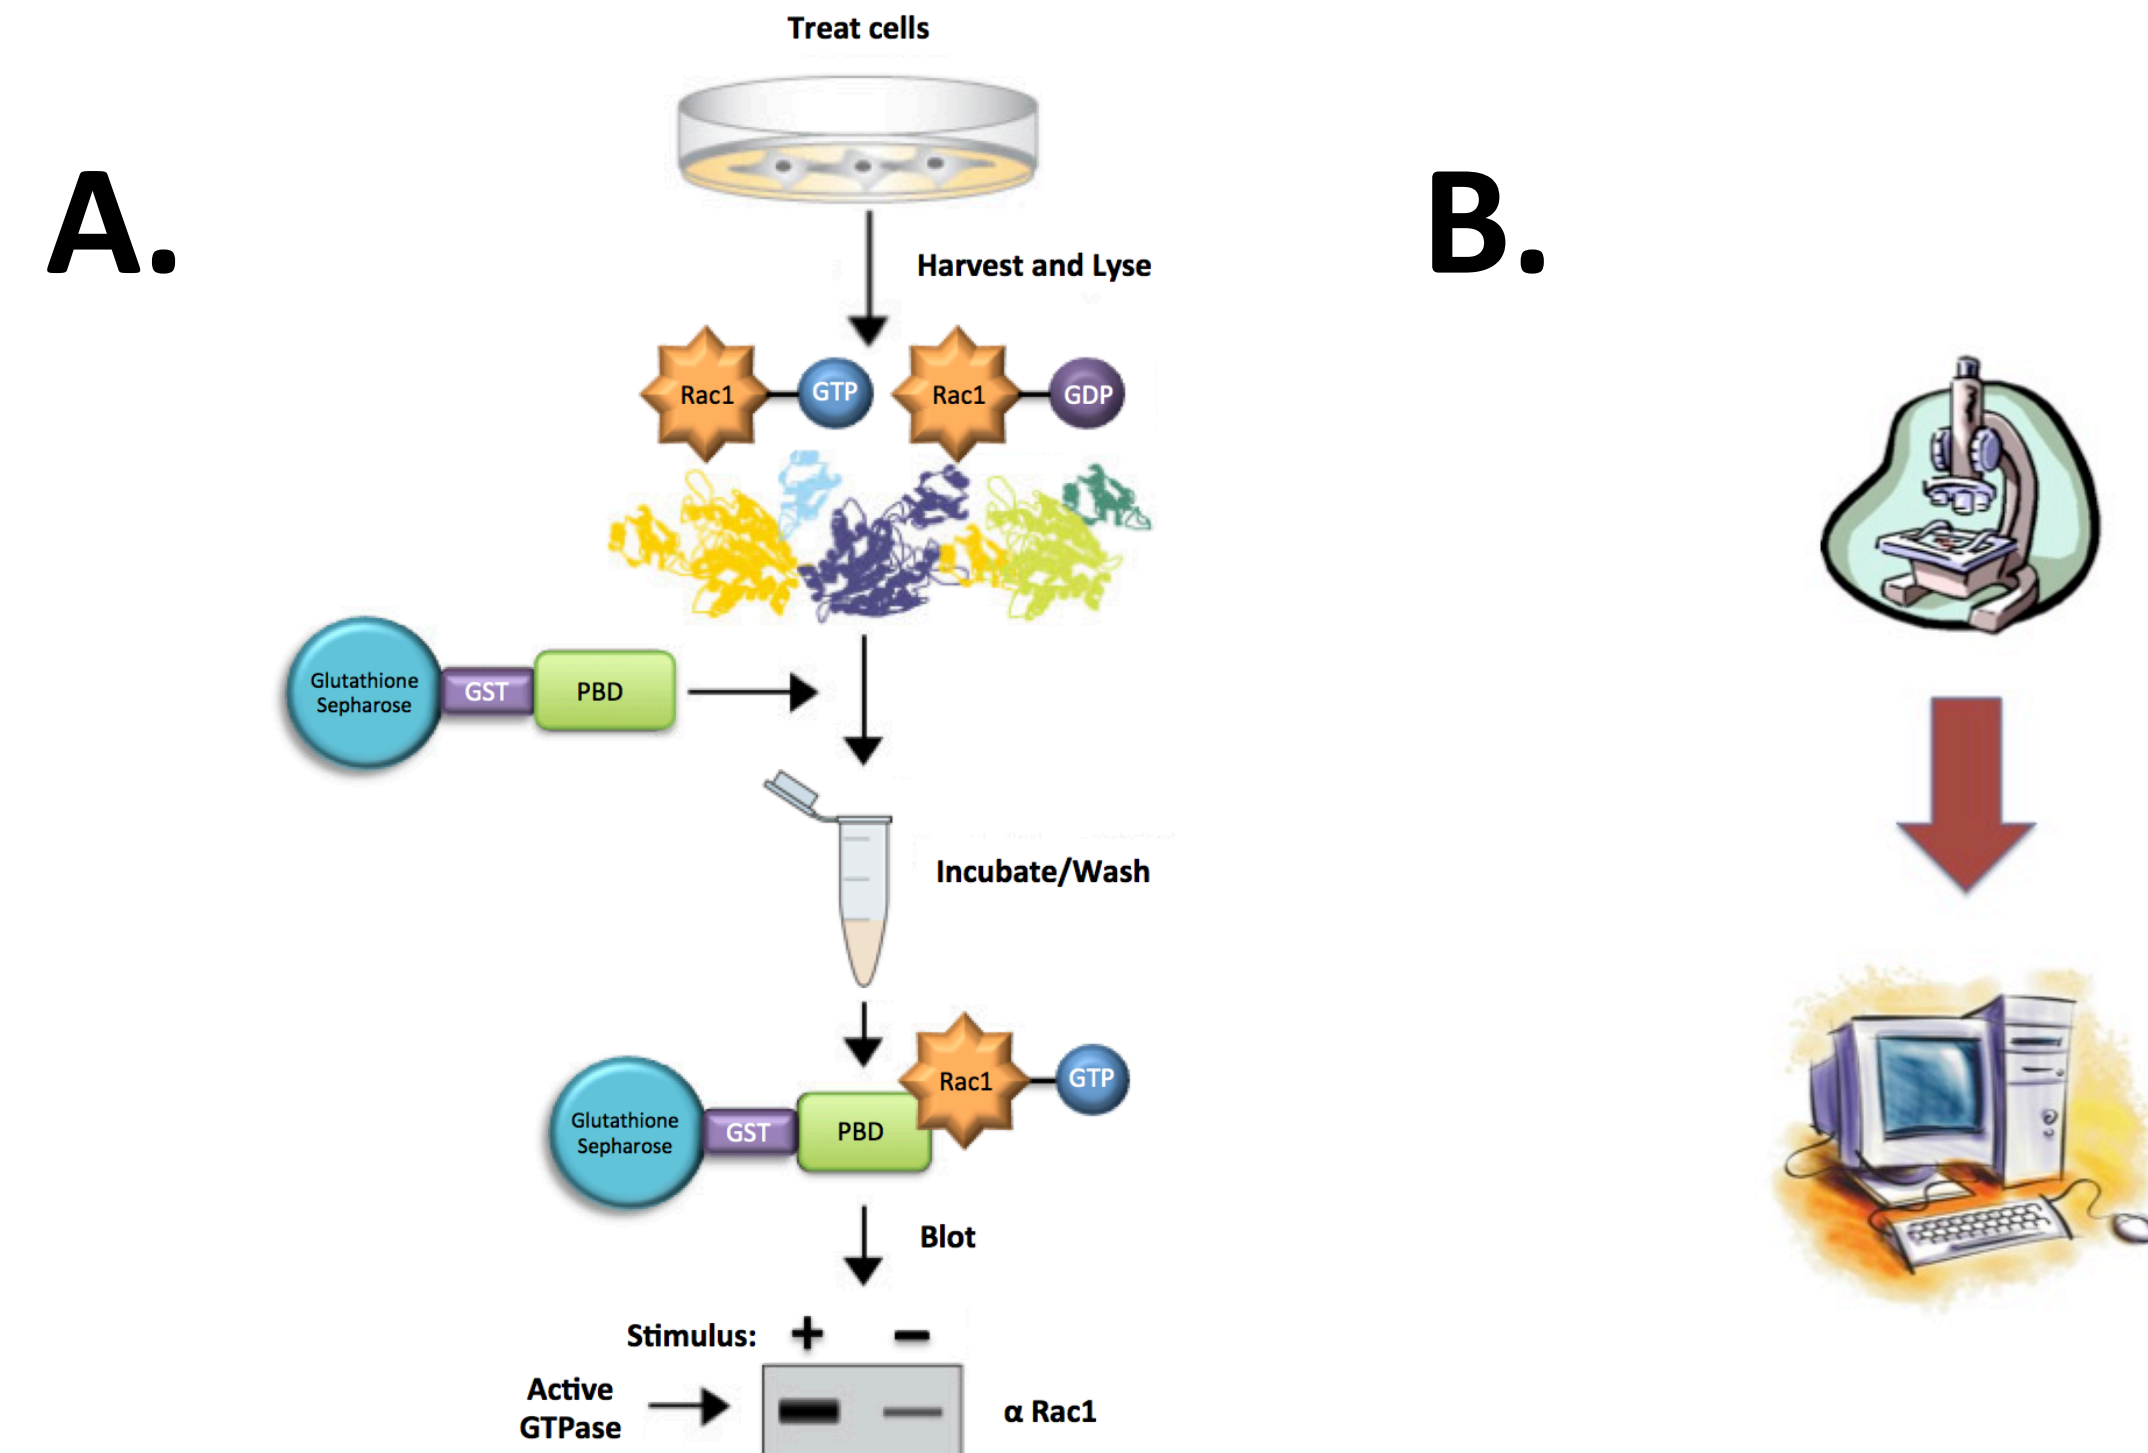 Treat cells
A.
B.
Harvest and Lyse
Rac1
GTP
Rac1
GDP
Glutathione
Sepharose
GST
PBD
Incubate/Wash
Rac1
GTP
Glutathione
Sepharose
GST
PBD
Blot
Stimulus: + –
Active
GTPase
α Rac1